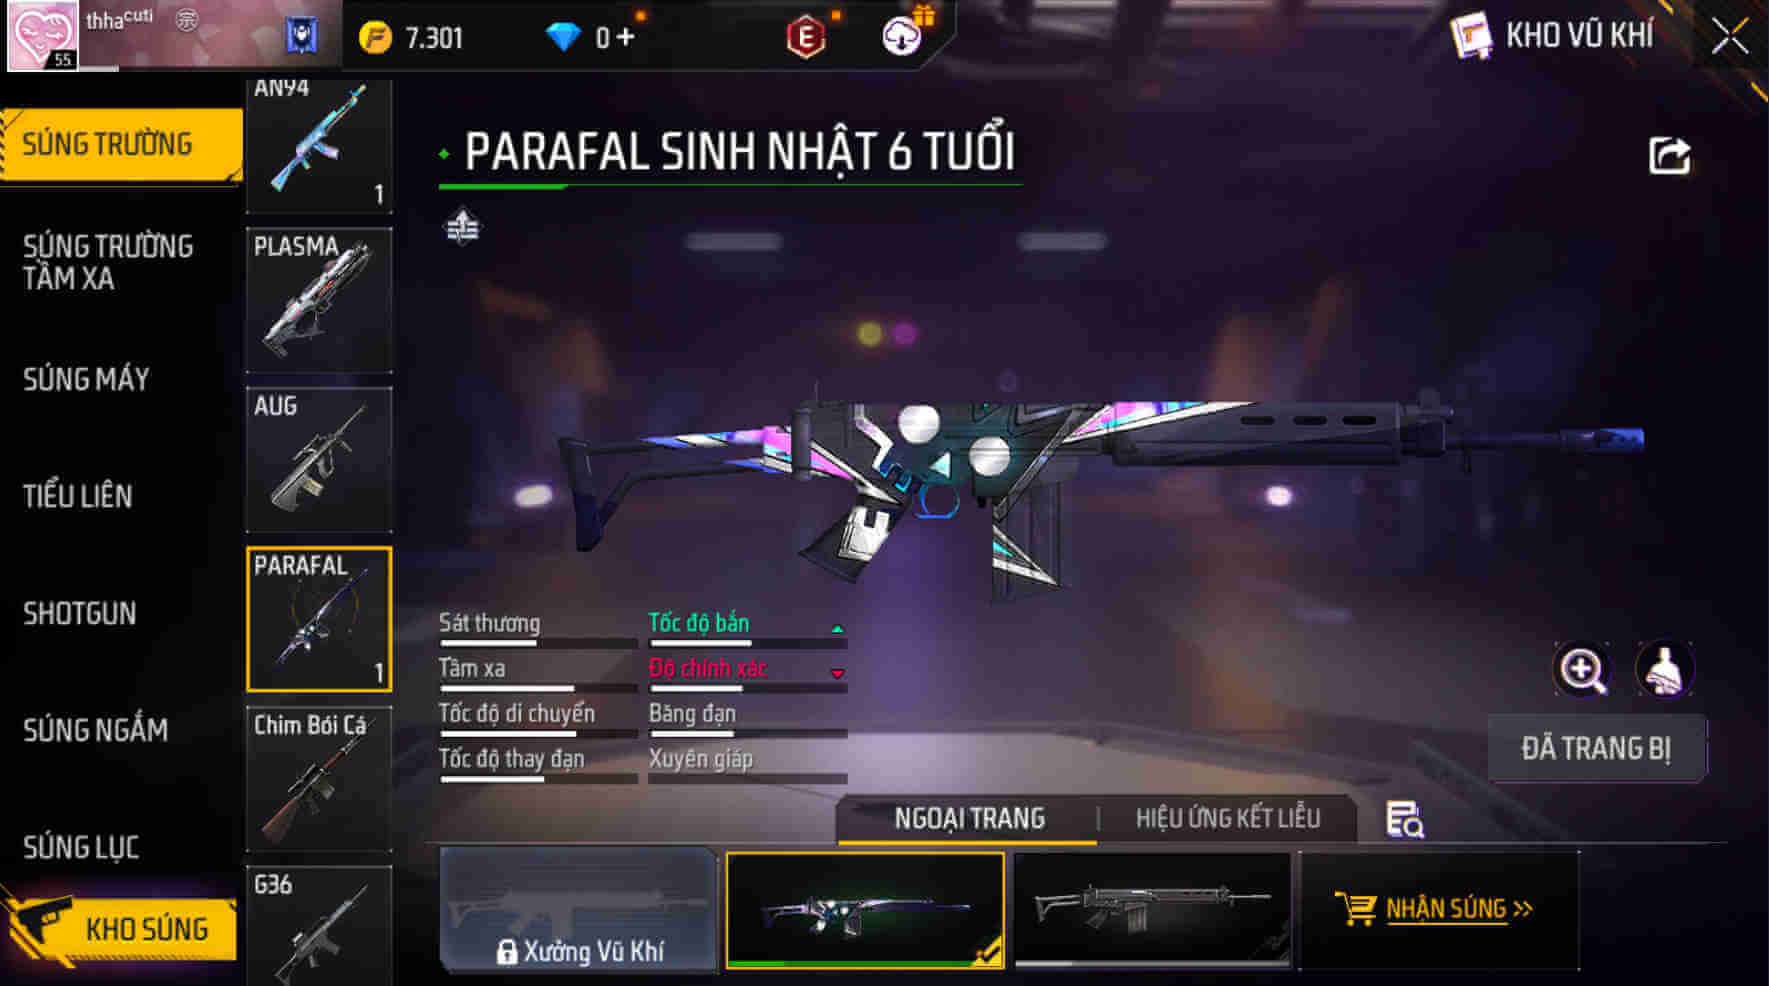 thhacuti
宗
55
7.301
0 +
E
KHO VŨ KHÍ
SÚNG TRƯỜNG
SÚNG TRƯỜNG
TẦM XA
SÚNG MÁY
TIỂU LIÊN
SHOTGUN
SÚNG NGẮM
SÚNG LỤC
KHO SÚNG
AN94
1
PLASMA
AUG
PARAFAL
1
Chim Bói Cá
G36
PARAFAL SINH NHẬT 6 TUỔI
Sát thương
Tốc độ bắn
Tầm xa
Độ chính xác
Tốc độ di chuyển
Băng đạn
Tốc độ thay đạn
Xuyên giáp
ĐÃ TRANG BỊ
NGOẠI TRANG | HIỆU ỨNG KẾT LIỄU
Xưởng Vũ Khí
NHẬN SÚNG >>